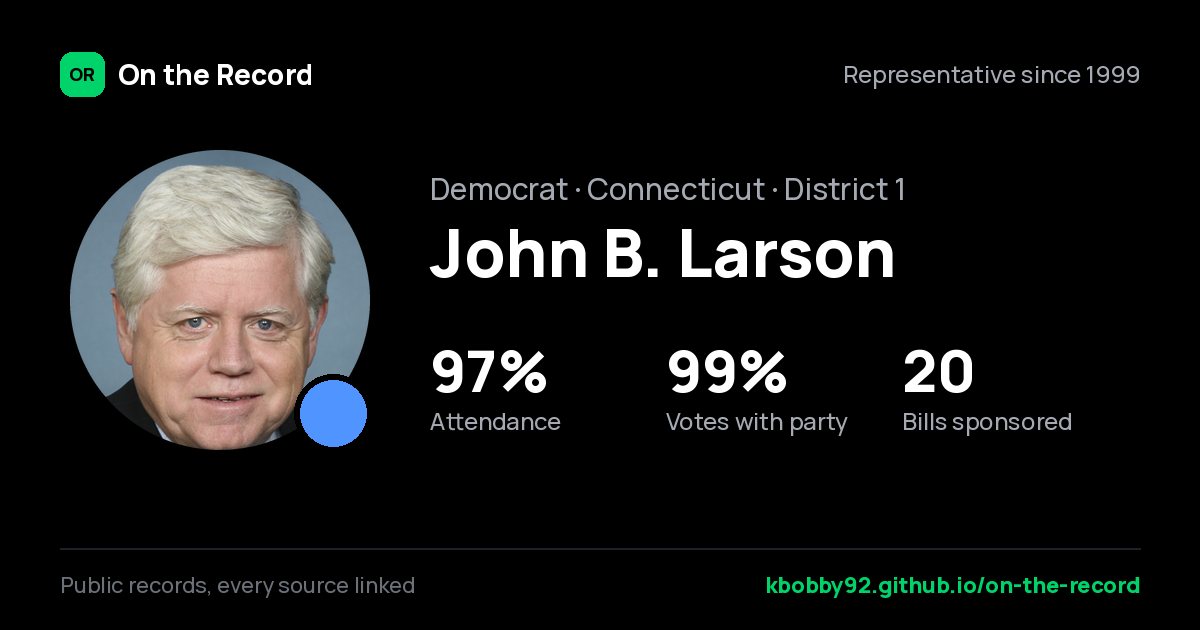 OR On the Record
Representative since 1999
Democrat · Connecticut · District 1
John B. Larson
97% 99% 20
Attendance Votes with party Bills sponsored
Public records, every source linked
kbobby92.github.io/on-the-record